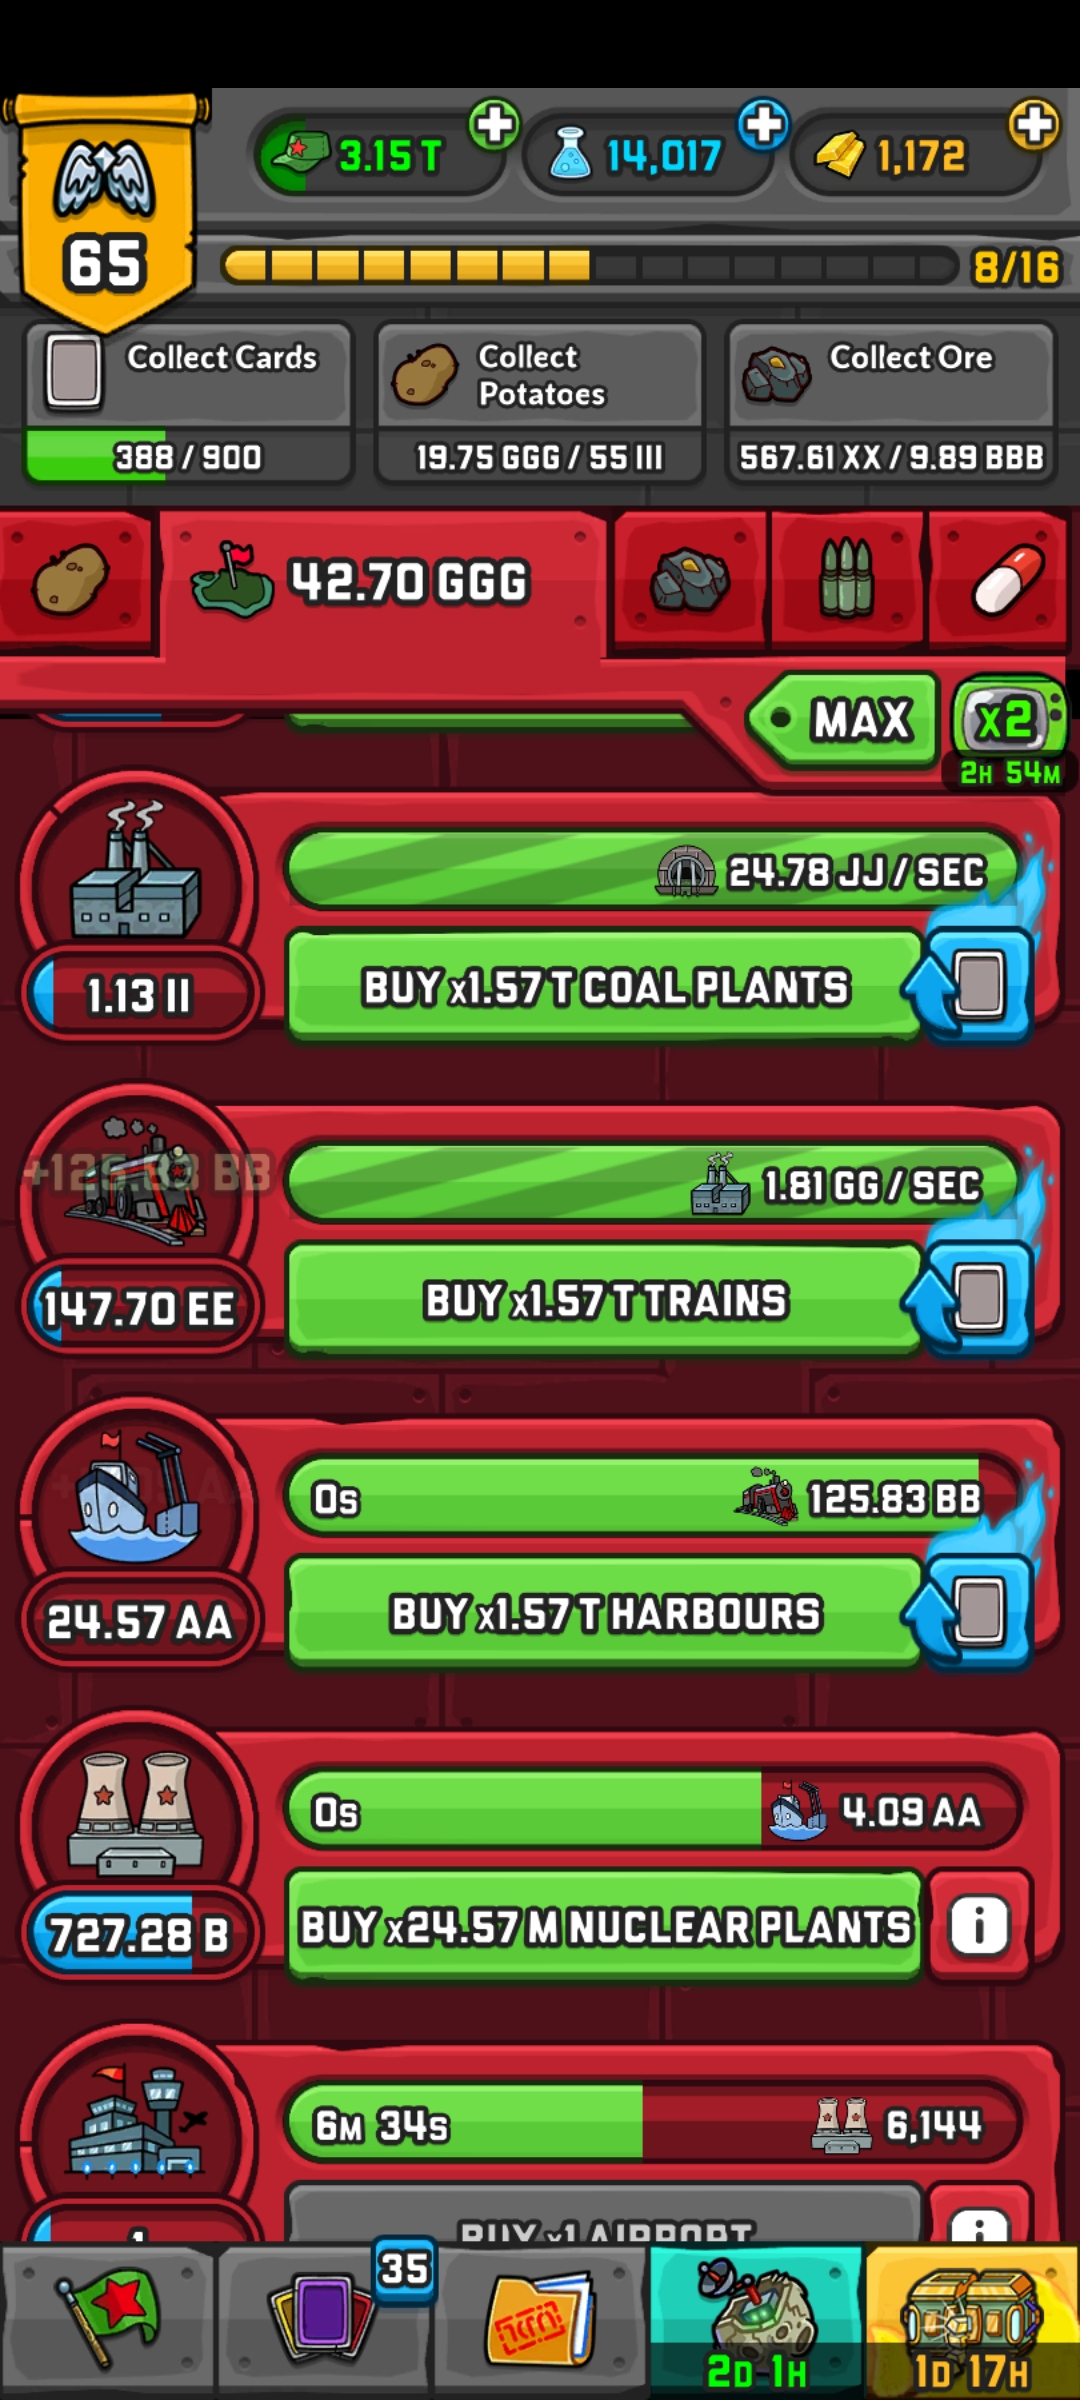 3.15 T
14,017
1,172
65
8/16
Collect Cards
388 / 900
Collect
Potatoes
19.75 GGG / 55 III
Collect Ore
567.61 XX / 9.89 BBB
42.70 GGG
MAX
x2
2H 54M
24.78 JJ / SEC
1.13 II
BUY x1.57 T COAL PLANTS
+125.83 BB
1.81 GG / SEC
147.70 EE
BUY x1.57 T TRAINS
0s
125.83 BB
24.57 AA
BUY x1.57 T HARBOURS
0s
4.09 AA
727.28 B
BUY x24.57 M NUCLEAR PLANTS
i
6M 34s
6,144
1
BUY x1 AIRPORT
i
35
2D 1H
1D 17H